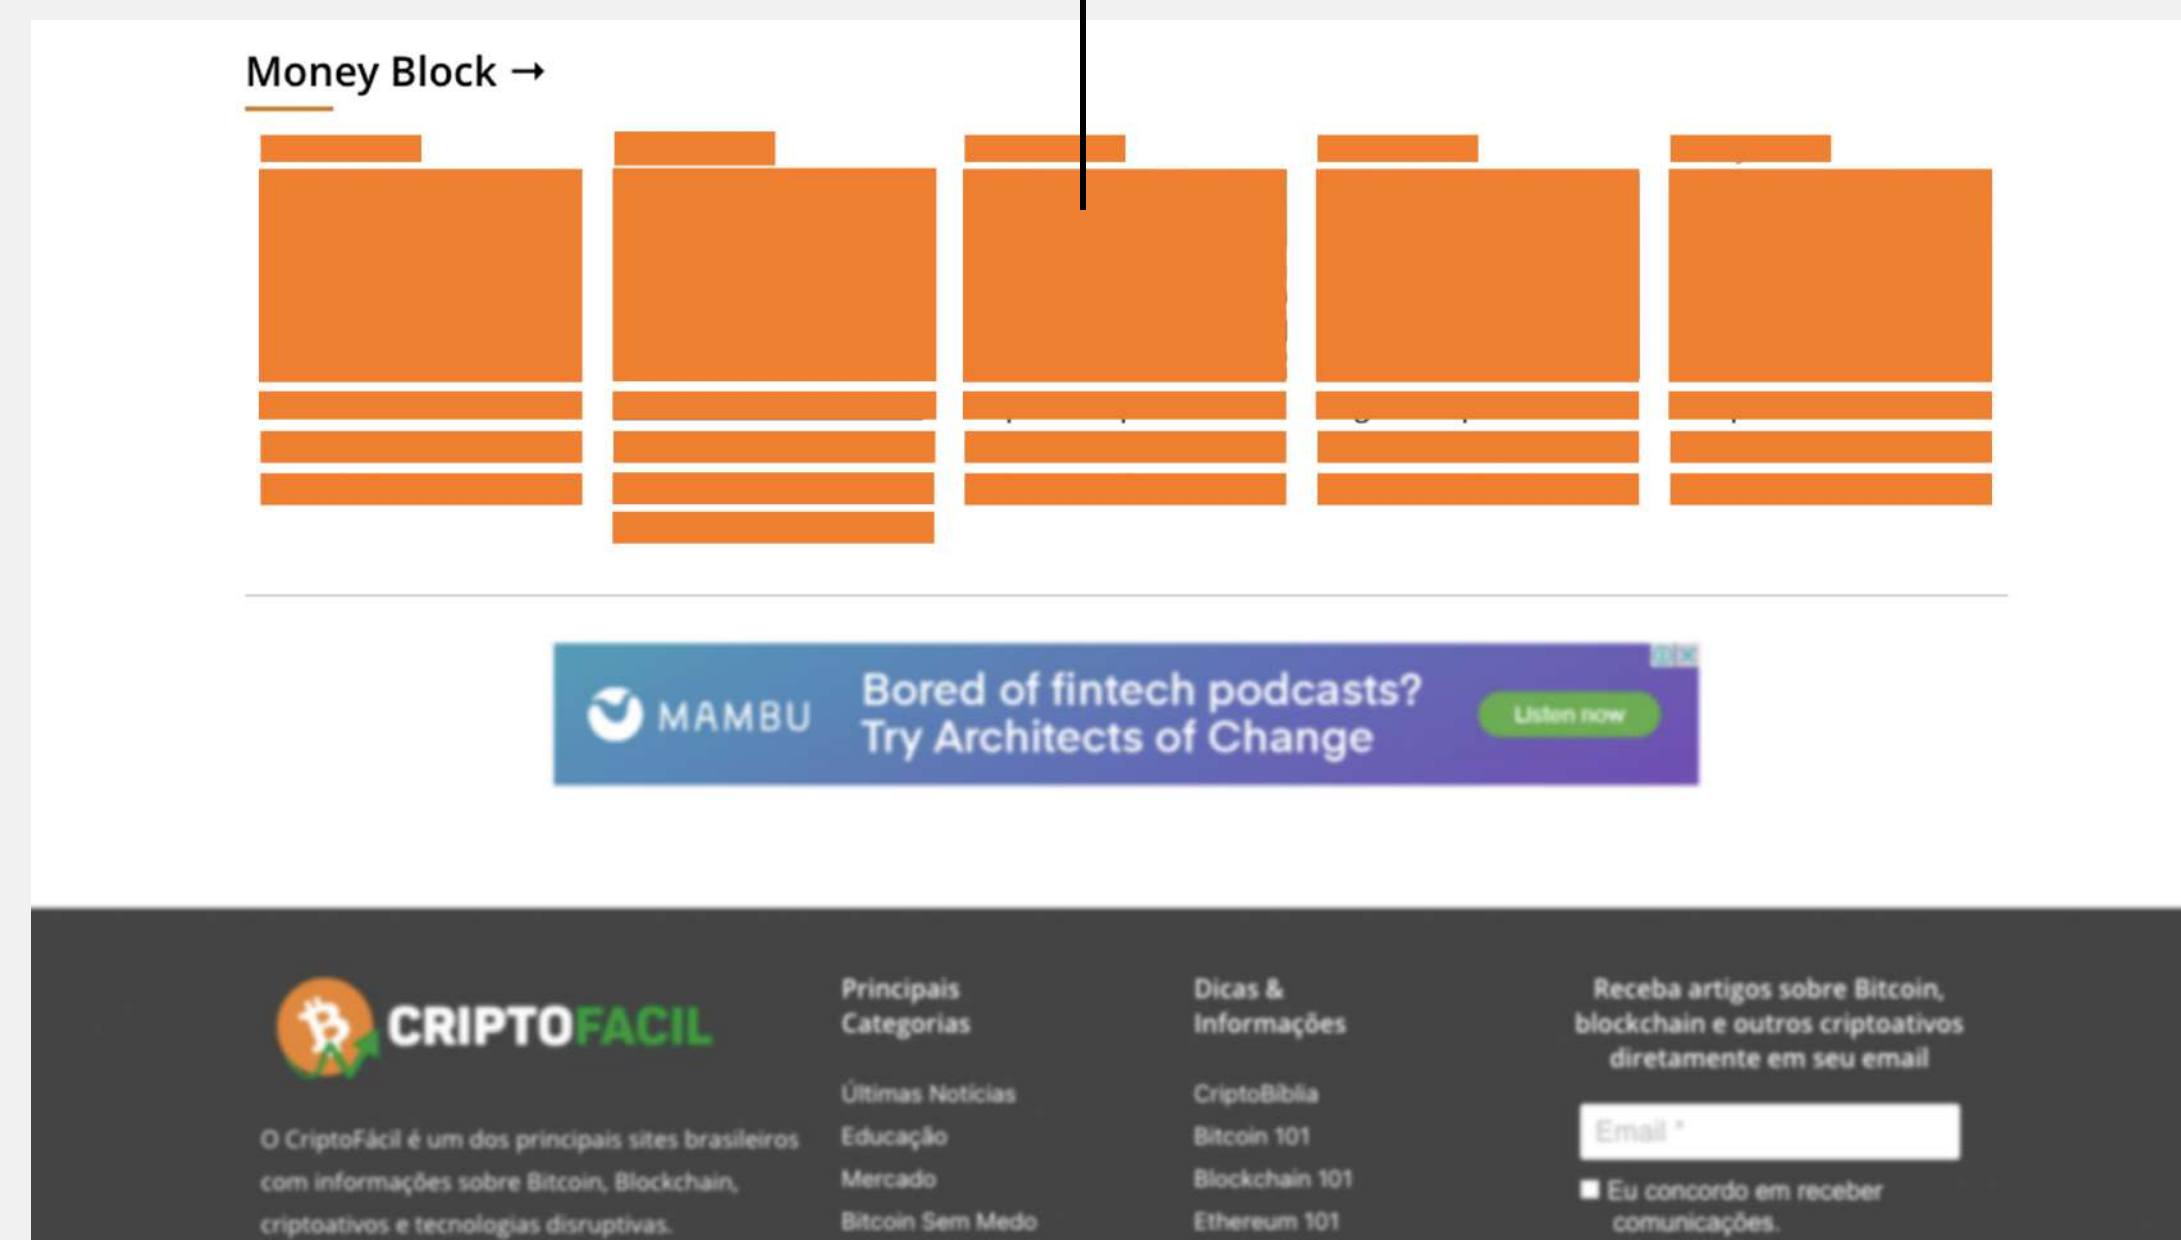 Money Block →
MAMBU
Bored of fintech podcasts?
Try Architects of Change
Listen now
CRIPTOFACIL
O CriptoFácil é um dos principais sites brasileiros
com informações sobre Bitcoin, Blockchain,
criptoativos e tecnologias disruptivas.
Principais
Categorias
Últimas Notícias
Educação
Mercado
Bitcoin Sem Medo
Dicas &
Informações
CriptoBíblia
Bitcoin 101
Blockchain 101
Ethereum 101
Receba artigos sobre Bitcoin,
blockchain e outros criptoativos
diretamente em seu email
Email *
Eu concordo em receber
comunicações.